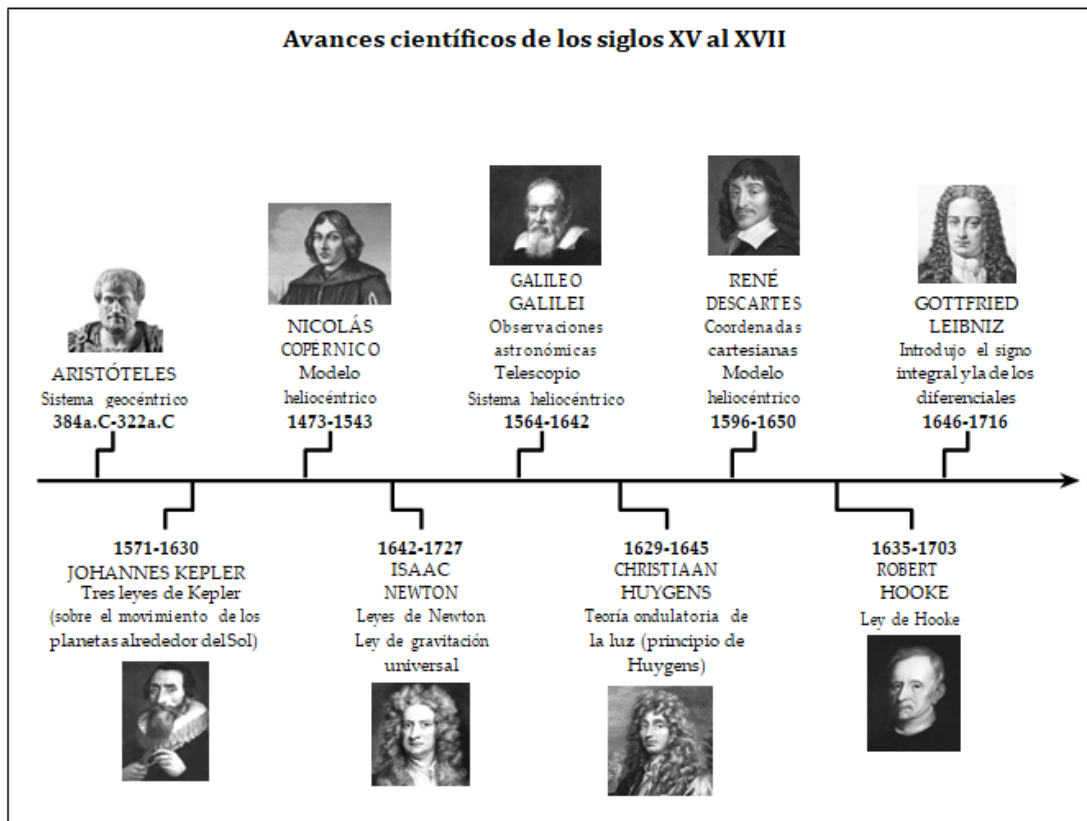 Avances científicos de los siglos XV al XVII
ARISTÓTELES
Sistema geocéntrico
384a.C-322a.C
NICOLÁS
COPÉRNICO
Modelo
heliocéntrico
1473-1543
GALILEO
GALILEI
Observaciones
astronómicas
Telescopio
Sistema heliocéntrico
1564-1642
RENÉ
DESCARTES
Coordenadas
cartesianas
Modelo
heliocéntrico
1596-1650
GOTTFRIED
LEIBNIZ
Introdujo el signo
integral y la de los
diferenciales
1646-1716
1571-1630
JOHANNES KEPLER
Tres leyes de Kepler
(sobre el movimiento de los
planetas alrededor del Sol)
1642-1727
ISAAC
NEWTON
Leyes de Newton
Ley de gravitación
universal
1629-1645
CHRISTIAAN
HUYGENS
Teoría ondulatoria de
la luz (principio de
Huygens)
1635-1703
ROBERT
HOOKE
Ley de Hooke